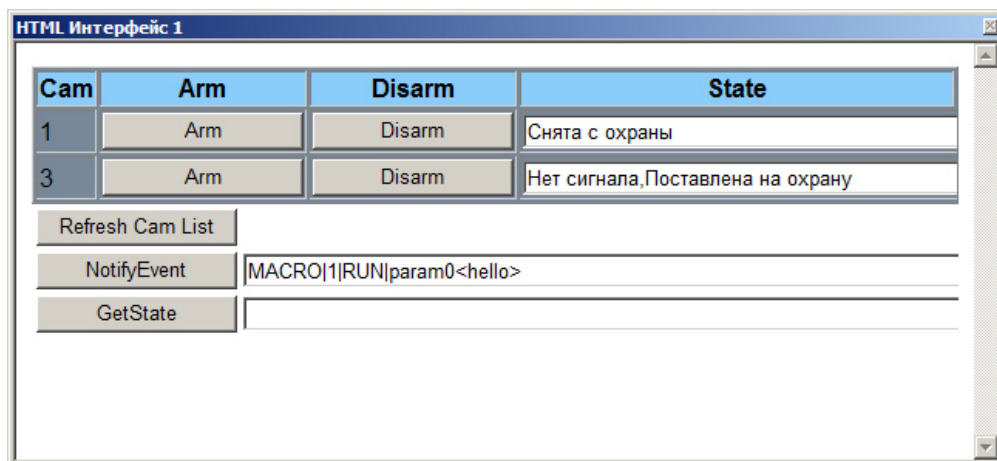 HTML Интерфейс 1
Cam Arm Disarm State
1 Arm Disarm Снята с охраны
3 Arm Disarm Нет сигнала,Поставлена на охрану
Refresh Cam List
NotifyEvent MACRO|1|RUN|param0<hello>
GetState